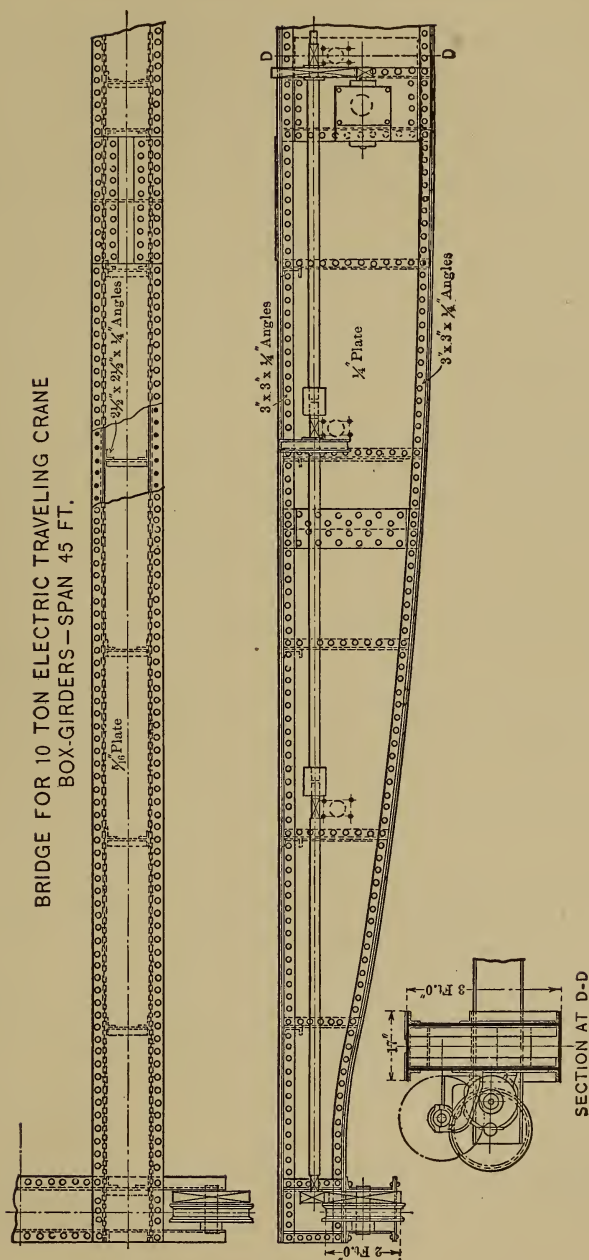 BRIDGE FOR 10 TON ELECTRIC TRAVELING CRANE
BOX-GIRDERS–SPAN 45 FT.
2½" x 2½" x ¼" Angles
5/16" Plate
3" x 3" x ¼" Angles
¼" Plate
3" x 3" x ¼" Angles
D
D
2 Ft. 0"
17"
3 Ft. 0"
SECTION AT D-D